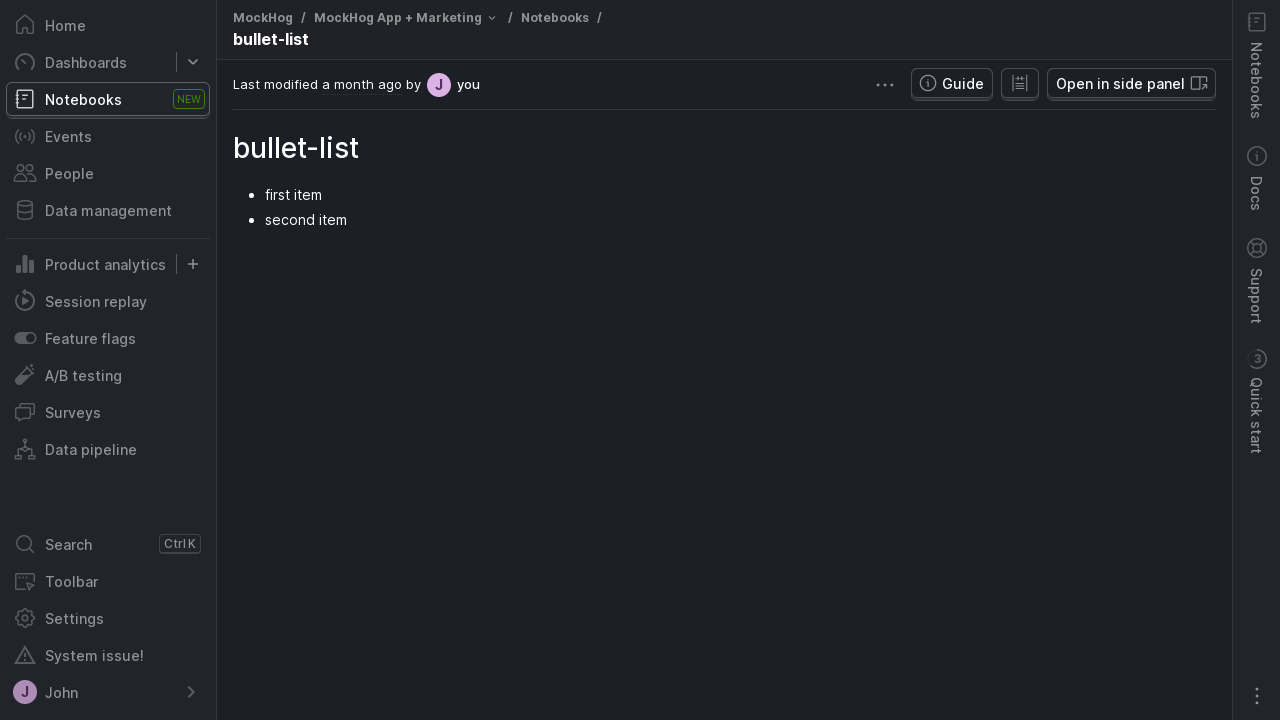 Home
Dashboards
Notebooks NEW
Events
People
Data management
Product analytics
Session replay
Feature flags
A/B testing
Surveys
Data pipeline
Search Ctrl K
Toolbar
Settings
System issue!
J John
MockHog / MockHog App + Marketing / Notebooks /
bullet-list
Last modified a month ago by J you
Guide
Open in side panel
bullet-list
• first item
• second item
Notebooks
Docs
Support
3
Quick start